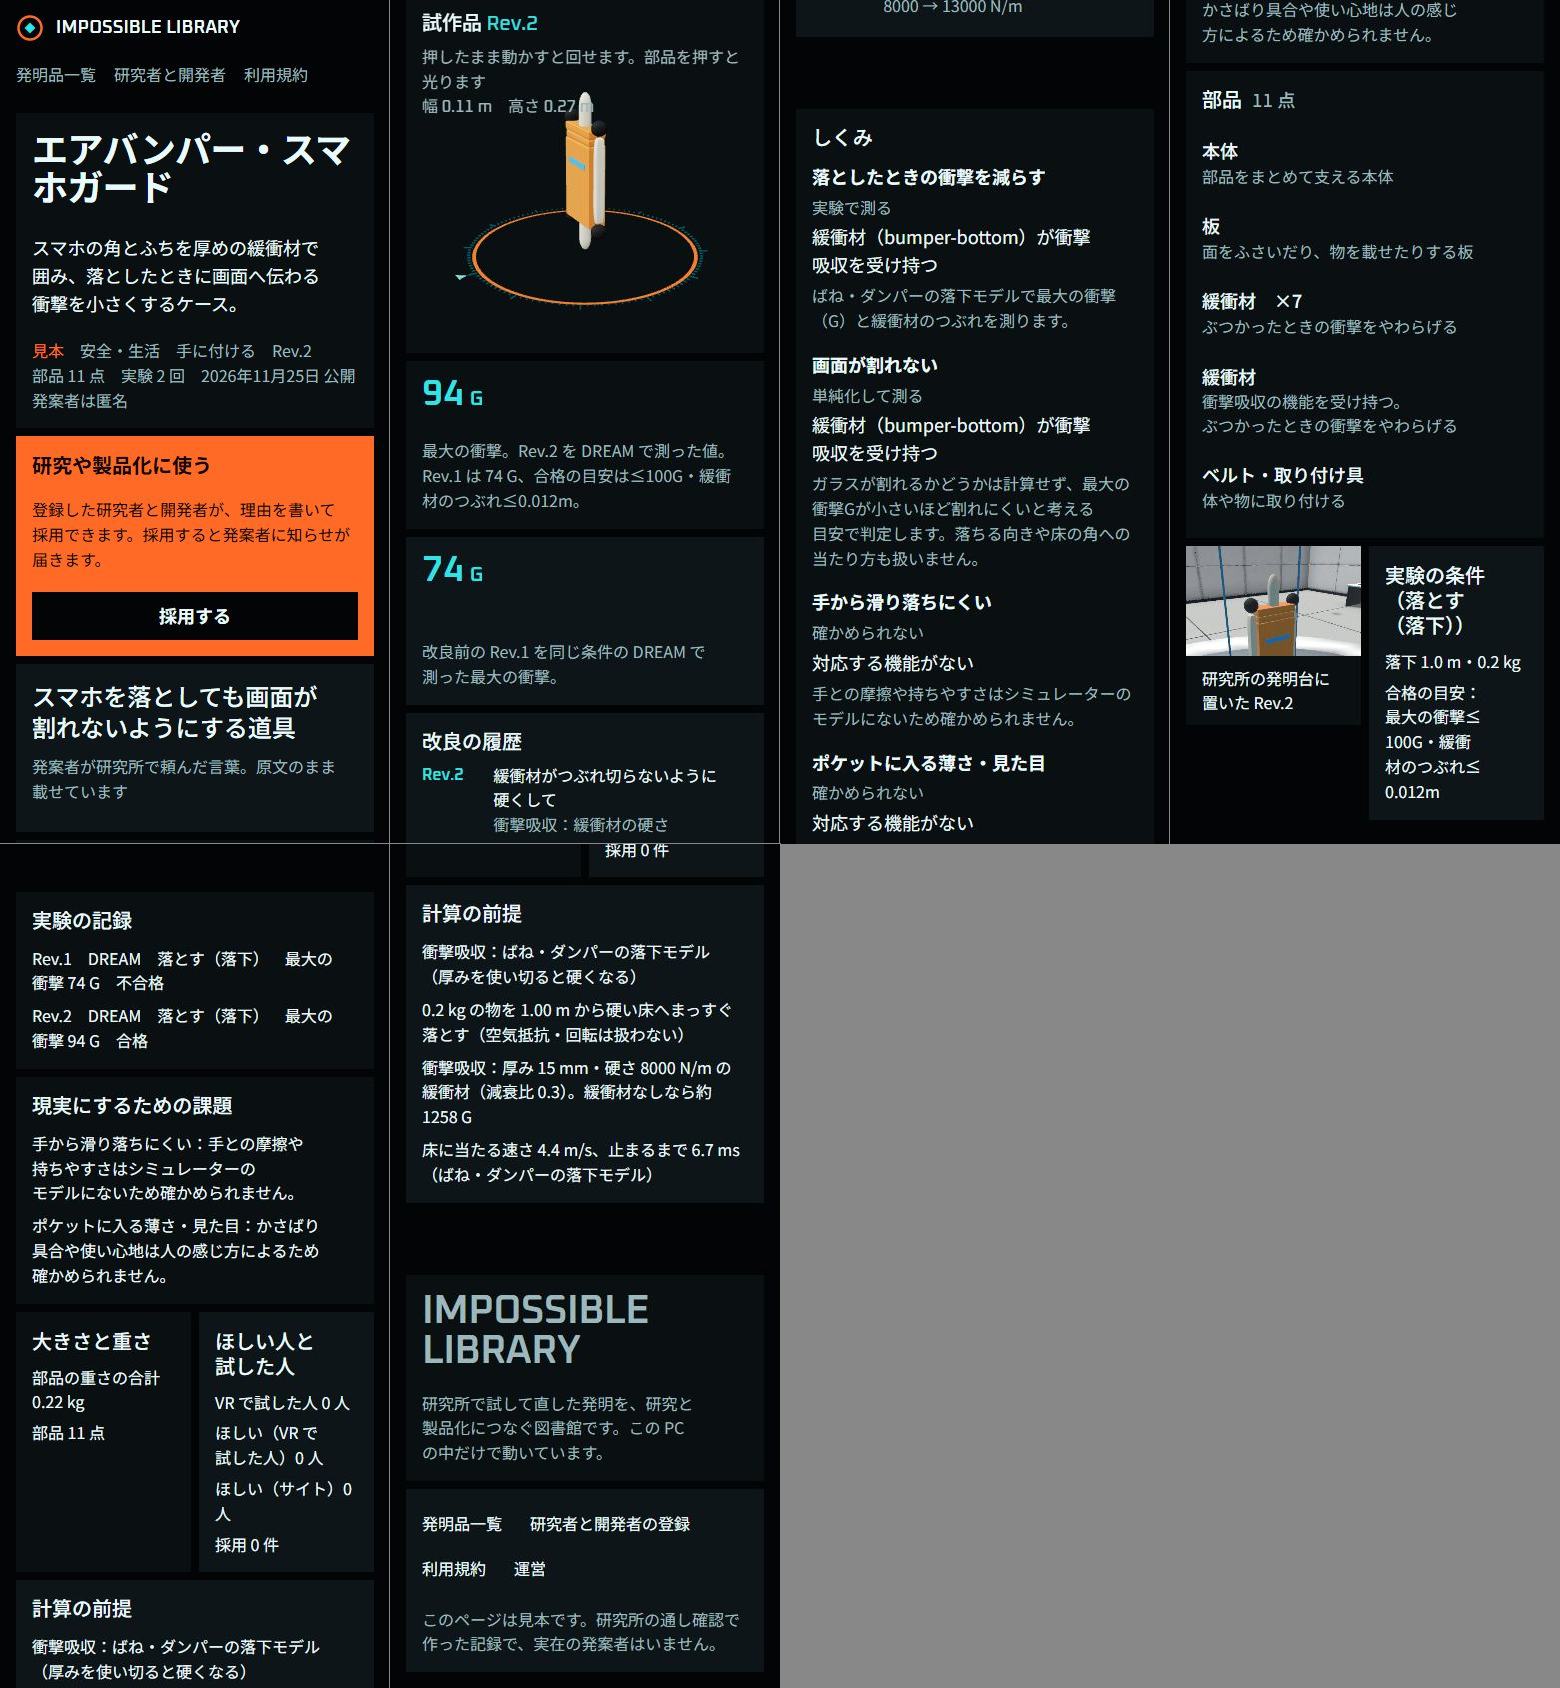 IMPOSSIBLE LIBRARY
発明品一覧 研究者と開発者 利用規約
エアバンパー・スマ
ホガード
スマホの角とふちを厚めの緩衝材で
囲み、落としたときに画面へ伝わる
衝撃を小さくするケース。
見本 安全・生活 手に付ける Rev.2
部品 11 点 実験 2 回 2026年11月25日 公開
発案者は匿名
研究や製品化に使う
登録した研究者と開発者が、理由を書いて
採用できます。採用すると発案者に知らせが
届きます。
採用する
スマホを落としても画面が
割れないようにする道具
発案者が研究所で頼んだ言葉。原文のまま
載せています
試作品 Rev.2
押したまま動かすと回せます。部品を押すと
光ります
幅 0.11 m 高さ 0.27 m
94 G
最大の衝撃。Rev.2 を DREAM で測った値。
Rev.1 は 74 G、合格の目安は≤100G・緩衝
材のつぶれ≤0.012m。
74 G
改良前の Rev.1 を同じ条件の DREAM で
測った最大の衝撃。
改良の履歴
Rev.2 緩衝材がつぶれ切らないように
硬くして
衝撃吸収：緩衝材の硬さ
8000 → 13000 N/m
しくみ
落としたときの衝撃を減らす
実験で測る
緩衝材（bumper-bottom）が衝撃
吸収を受け持つ
ばね・ダンパーの落下モデルで最大の衝撃
（G）と緩衝材のつぶれを測ります。
画面が割れない
単純化して測る
緩衝材（bumper-bottom）が衝撃
吸収を受け持つ
ガラスが割れるかどうかは計算せず、最大の
衝撃Gが小さいほど割れにくいと考える
目安で判定します。落ちる向きや床の角への
当たり方も扱いません。
手から滑り落ちにくい
確かめられない
対応する機能がない
手との摩擦や持ちやすさはシミュレーターの
モデルにないため確かめられません。
ポケットに入る薄さ・見た目
確かめられない
対応する機能がない
かさばり具合や使い心地は人の感じ
方によるため確かめられません。
部品 11 点
本体
部品をまとめて支える本体
板
面をふさいだり、物を載せたりする板
緩衝材 ×7
ぶつかったときの衝撃をやわらげる
緩衝材
衝撃吸収の機能を受け持つ。
ぶつかったときの衝撃をやわらげる
ベルト・取り付け具
体や物に取り付ける
研究所の発明台に
置いた Rev.2
実験の条件
（落とす
（落下））
落下 1.0 m・0.2 kg
合格の目安：
最大の衝撃≤
100G・緩衝
材のつぶれ≤
0.012m
実験の記録
Rev.1 DREAM 落とす（落下） 最大の
衝撃 74 G 不合格
Rev.2 DREAM 落とす（落下） 最大の
衝撃 94 G 合格
現実にするための課題
手から滑り落ちにくい：手との摩擦や
持ちやすさはシミュレーターの
モデルにないため確かめられません。
ポケットに入る薄さ・見た目：かさばり
具合や使い心地は人の感じ方によるため
確かめられません。
大きさと重さ
部品の重さの合計
0.22 kg
部品 11 点
ほしい人と
試した人
VR で試した人 0 人
ほしい（VR で
試した人）0 人
ほしい（サイト）0
人
採用 0 件
計算の前提
衝撃吸収：ばね・ダンパーの落下モデル
（厚みを使い切ると硬くなる）
採用 0 件
計算の前提
衝撃吸収：ばね・ダンパーの落下モデル
（厚みを使い切ると硬くなる）
0.2 kg の物を 1.00 m から硬い床へまっすぐ
落とす（空気抵抗・回転は扱わない）
衝撃吸収：厚み 15 mm・硬さ 8000 N/m の
緩衝材（減衰比 0.3）。緩衝材なしなら約
1258 G
床に当たる速さ 4.4 m/s、止まるまで 6.7 ms
（ばね・ダンパーの落下モデル）
IMPOSSIBLE
LIBRARY
研究所で試して直した発明を、研究と
製品化につなぐ図書館です。この PC
の中だけで動いています。
発明品一覧 研究者と開発者の登録
利用規約 運営
このページは見本です。研究所の通し確認で
作った記録で、実在の発案者はいません。